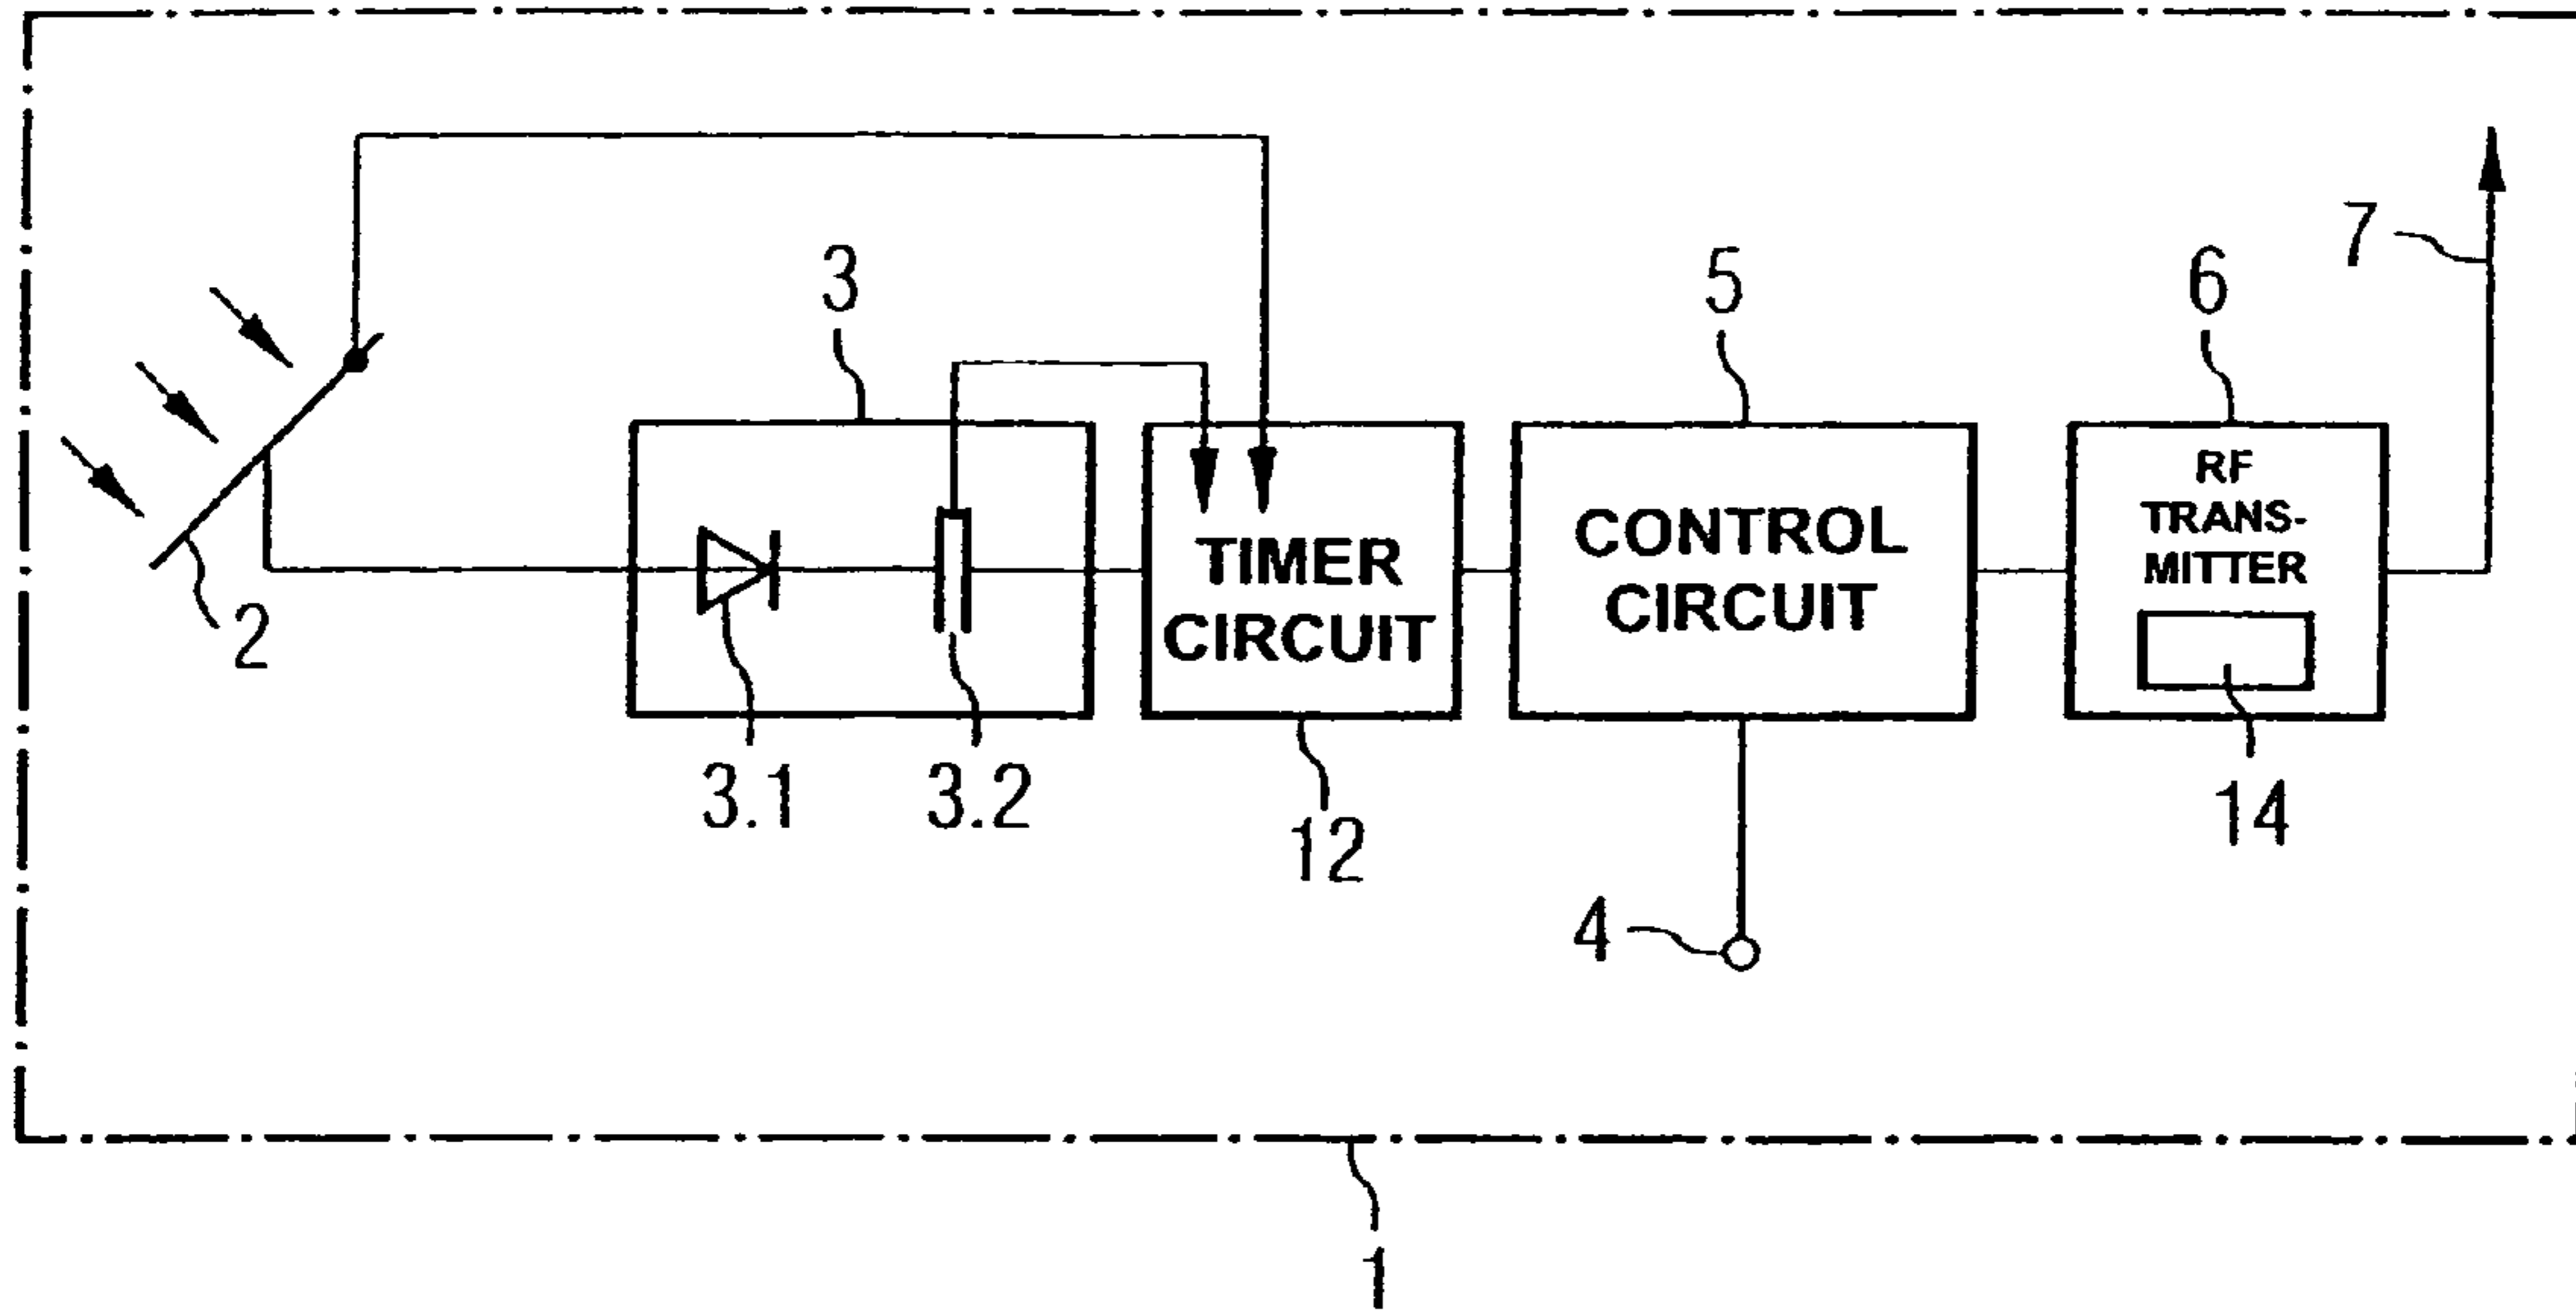 7
3
5
6
RF
TRANS-
MITTER
TIMER
CIRCUIT
CONTROL
CIRCUIT
2
3.1
3.2
12
14
4
1